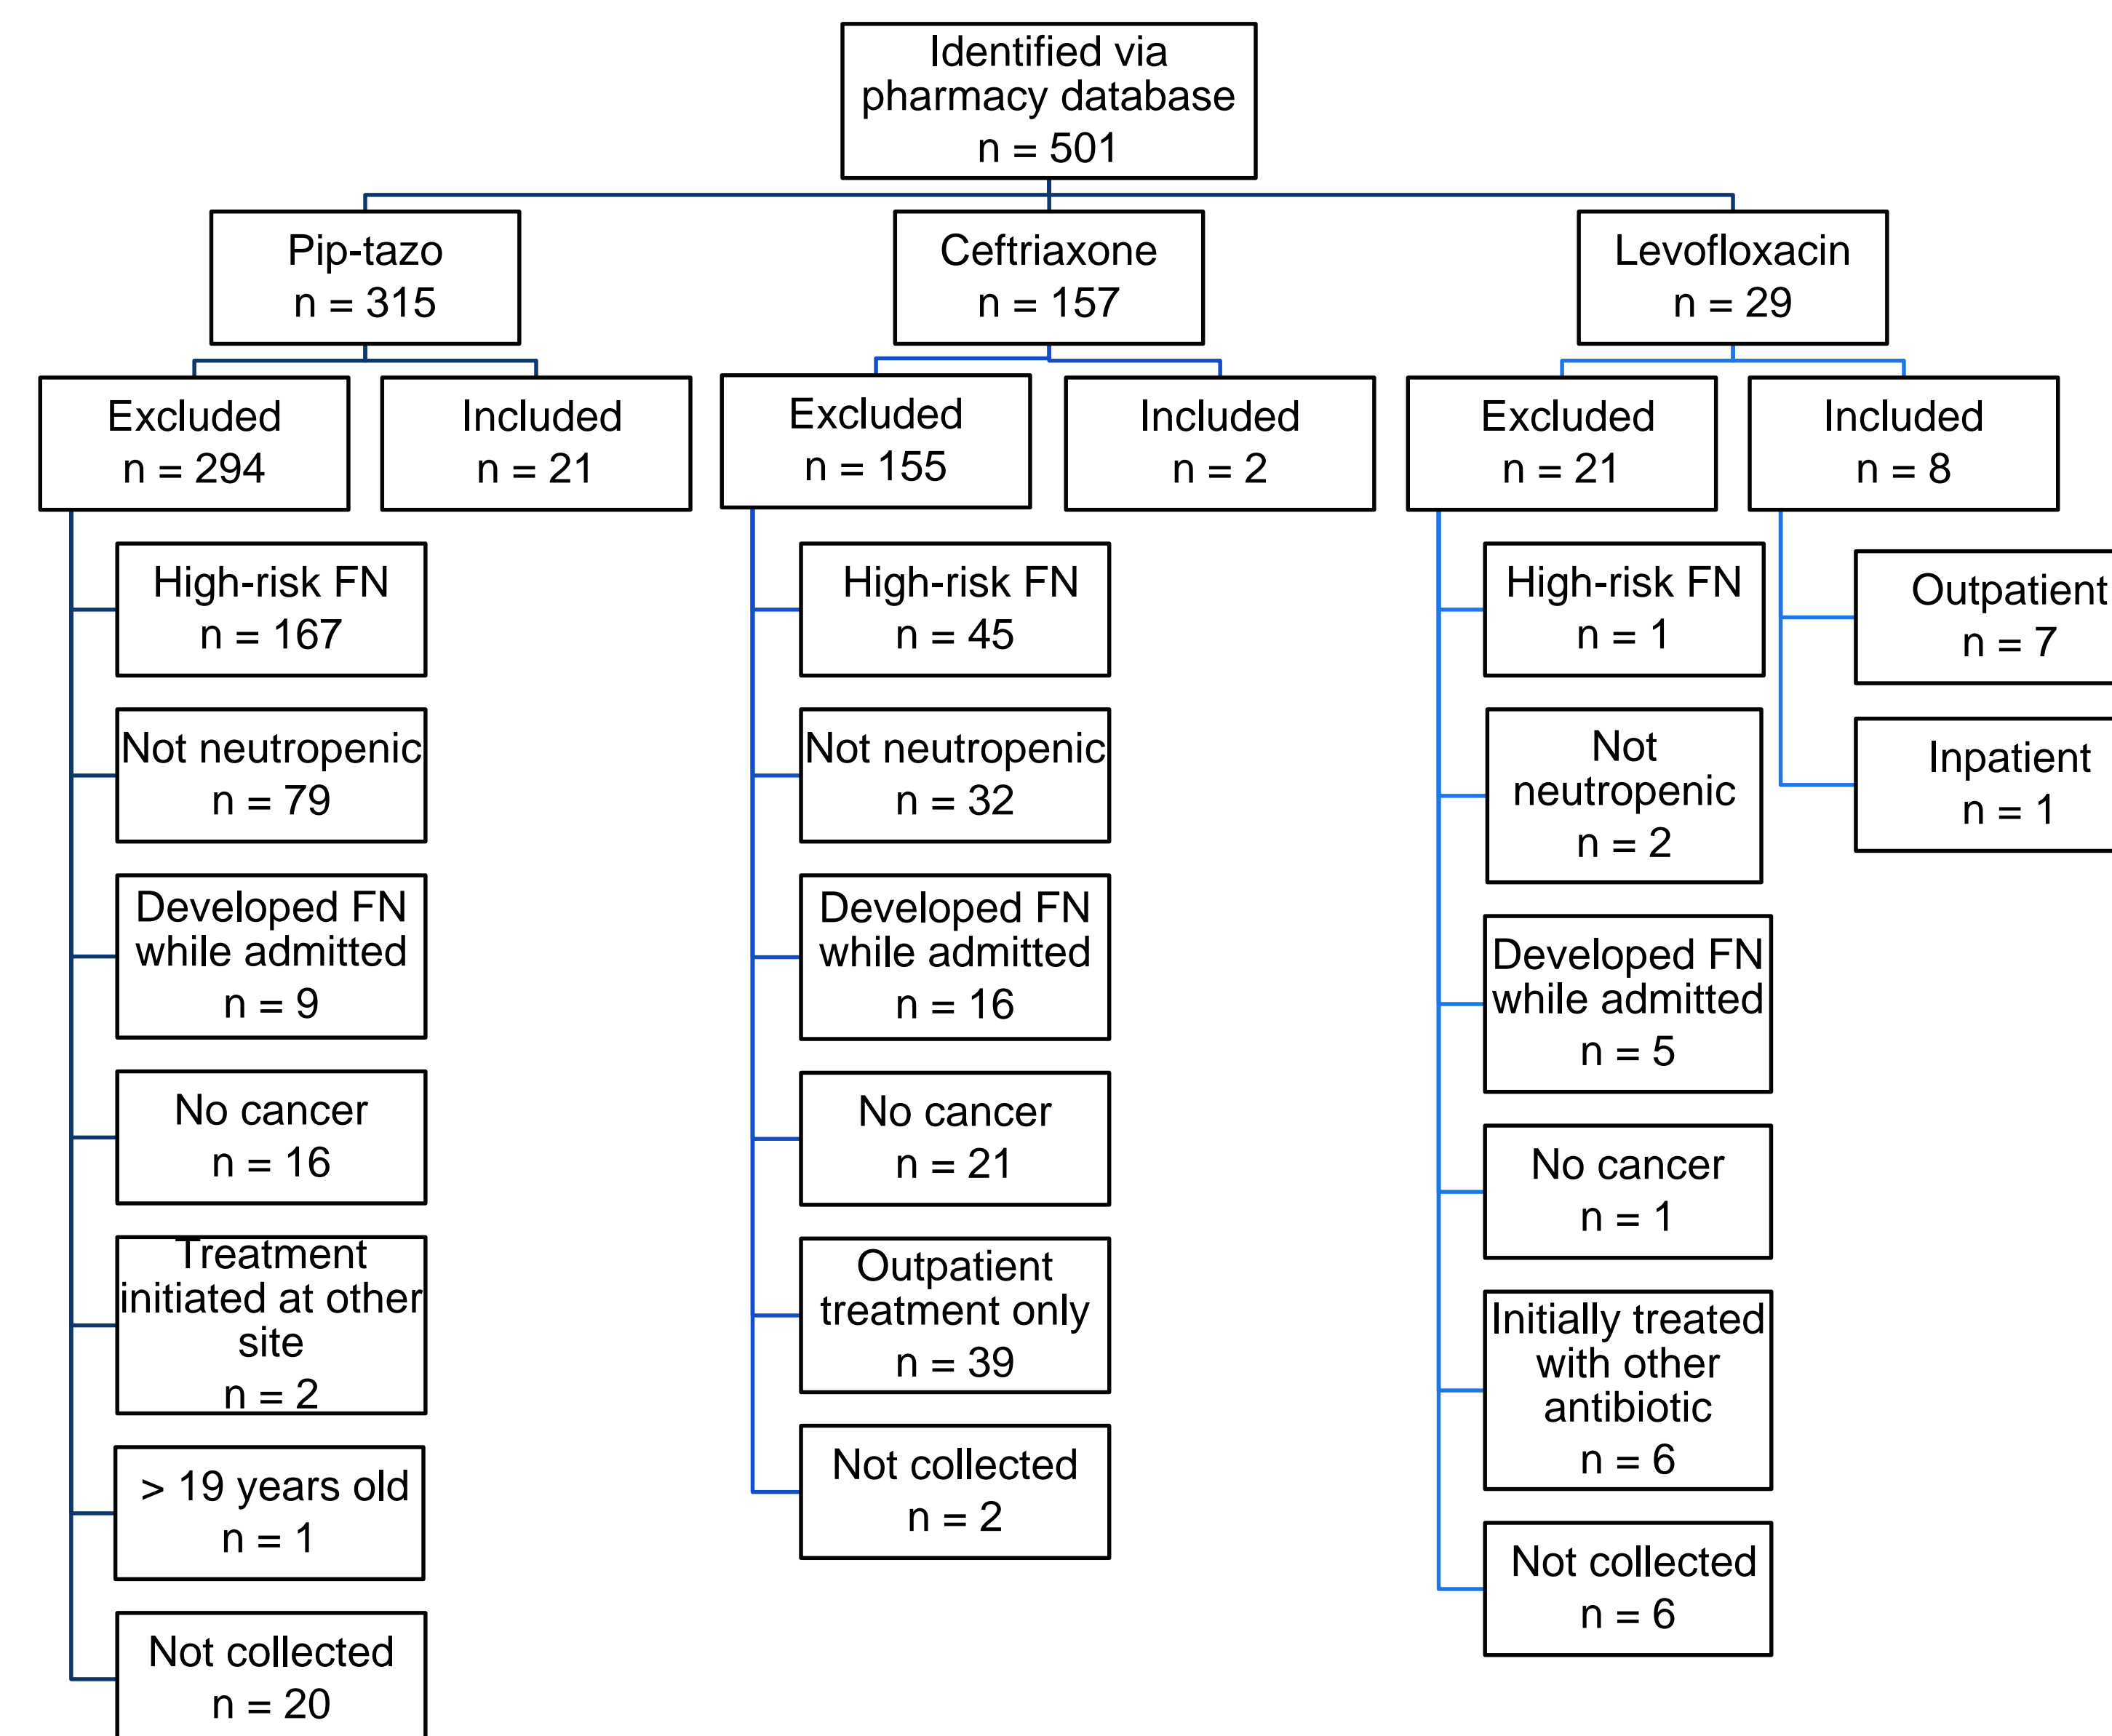 Identified via
pharmacy database
n = 501
Pip-tazo
n = 315
Ceftriaxone
n = 157
Levofloxacin
n = 29
Excluded
n = 294
Included
n = 21
Excluded
n = 155
Included
n = 2
Excluded
n = 21
Included
n = 8
High-risk FN
n = 167
Not neutropenic
n = 79
Developed FN
while admitted
n = 9
No cancer
n = 16
Treatment
initiated at other
site
n = 2
> 19 years old
n = 1
Not collected
n = 20
High-risk FN
n = 45
Not neutropenic
n = 32
Developed FN
while admitted
n = 16
No cancer
n = 21
Outpatient
treatment only
n = 39
Not collected
n = 2
High-risk FN
n = 1
Not
neutropenic
n = 2
Developed FN
while admitted
n = 5
No cancer
n = 1
Initially treated
with other
antibiotic
n = 6
Not collected
n = 6
Outpatient
n = 7
Inpatient
n = 1